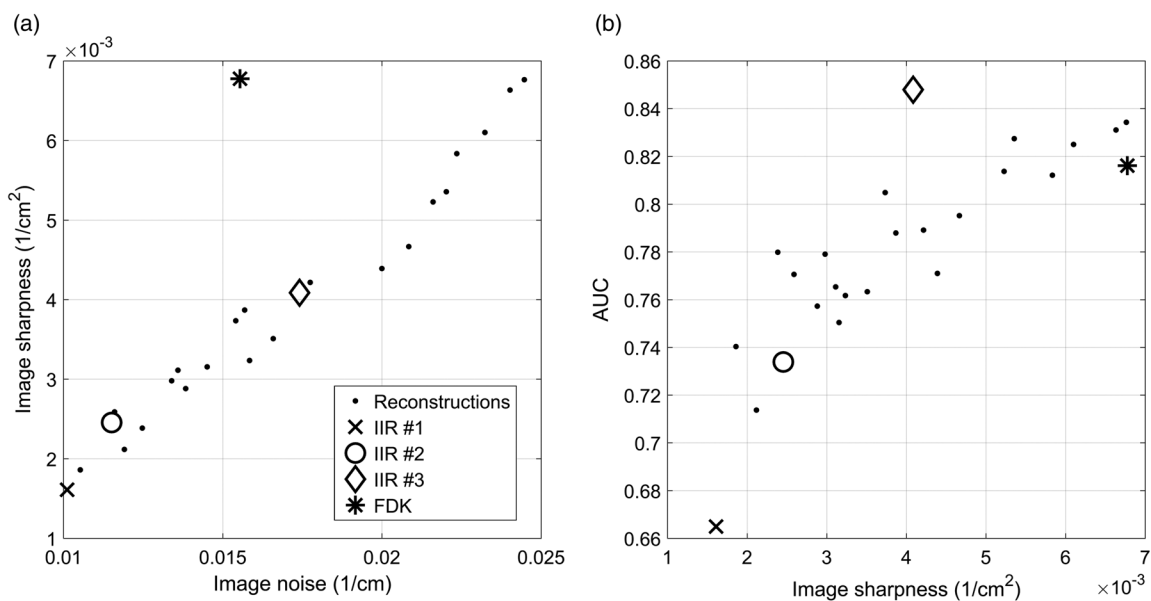 (a)
×10⁻³
7
6
5
4
3
2
1
Image sharpness (1/cm²)
0.01 0.015 0.02 0.025
Image noise (1/cm)
Reconstructions
IIR #1
IIR #2
IIR #3
FDK
(b)
0.86
0.84
0.82
0.8
0.78
0.76
0.74
0.72
0.7
0.68
0.66
AUC
1 2 3 4 5 6 7
Image sharpness (1/cm²)
×10⁻³